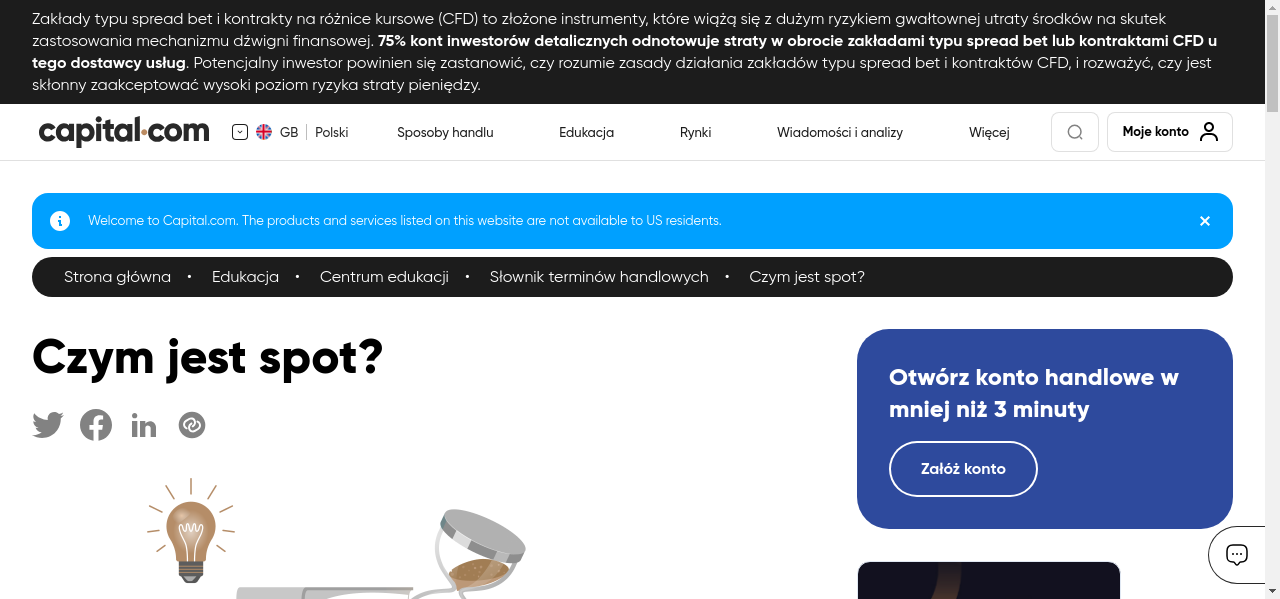 Zakłady typu spread bet i kontrakty na różnice kursowe (CFD) to złożone instrumenty, które wiążą się z dużym ryzykiem gwałtownej utraty środków na skutek
zastosowania mechanizmu dźwigni finansowej. 75% kont inwestorów detalicznych odnotowuje straty w obrocie zakładami typu spread bet lub kontraktami CFD u
tego dostawcy usług. Potencjalny inwestor powinien się zastanowić, czy rozumie zasady działania zakładów typu spread bet i kontraktów CFD, i rozważyć, czy jest
skłonny zaakceptować wysoki poziom ryzyka straty pieniędzy.
capital.com GB Polski Sposoby handlu Edukacja Rynki Wiadomości i analizy Więcej Moje konto
Welcome to Capital.com. The products and services listed on this website are not available to US residents.
Strona główna • Edukacja • Centrum edukacji • Słownik terminów handlowych • Czym jest spot?
Czym jest spot?
Otwórz konto handlowe w
mniej niż 3 minuty
Załóż konto